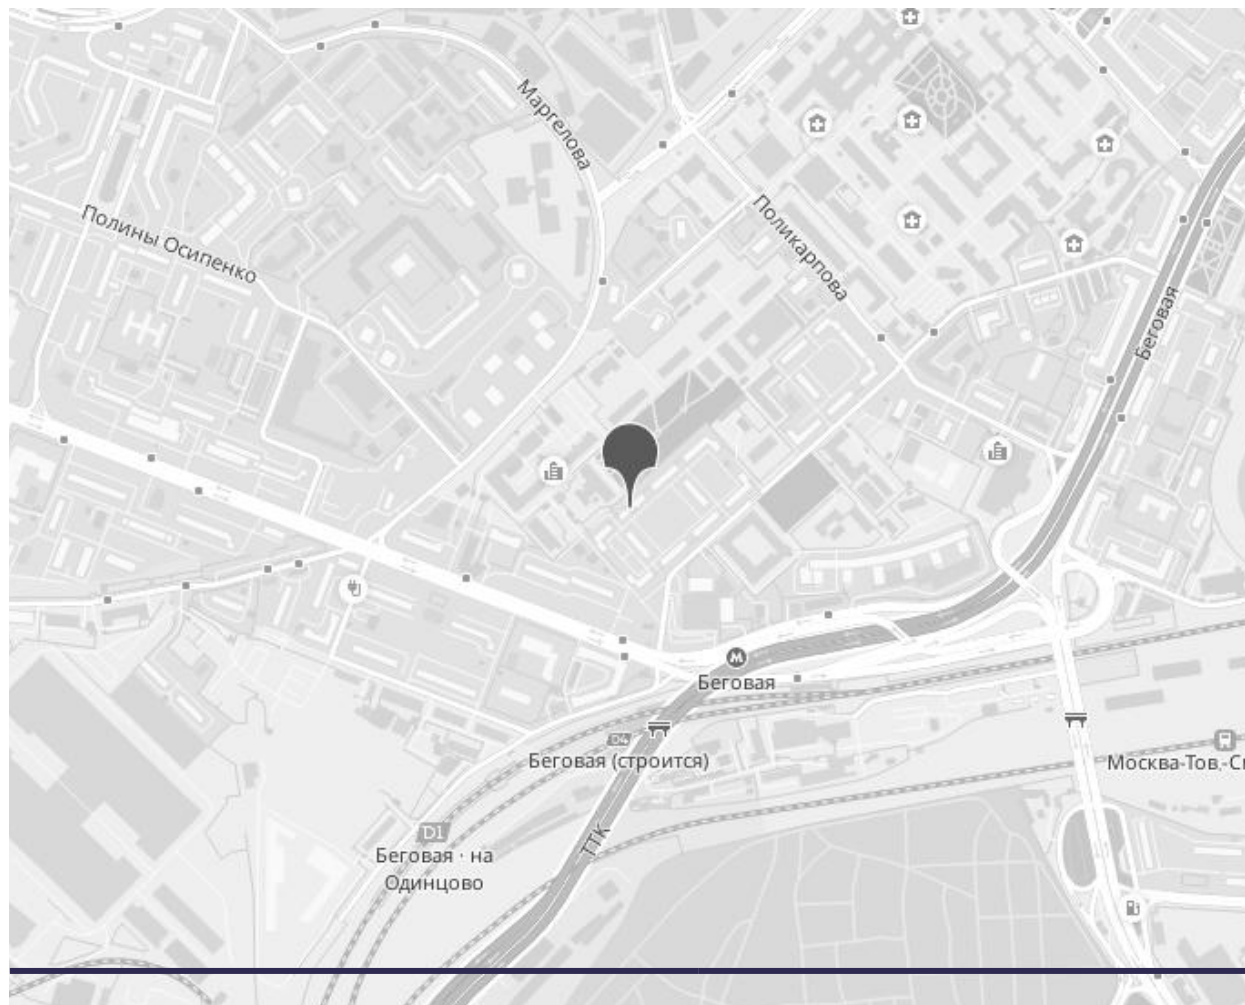 Маргелова
Полины Осипенко
Поликарпова
Беговая
М
Беговая
D4
Беговая (строится)
Москва-Тов.-С
ТТК
D1
Беговая · на
Одинцово